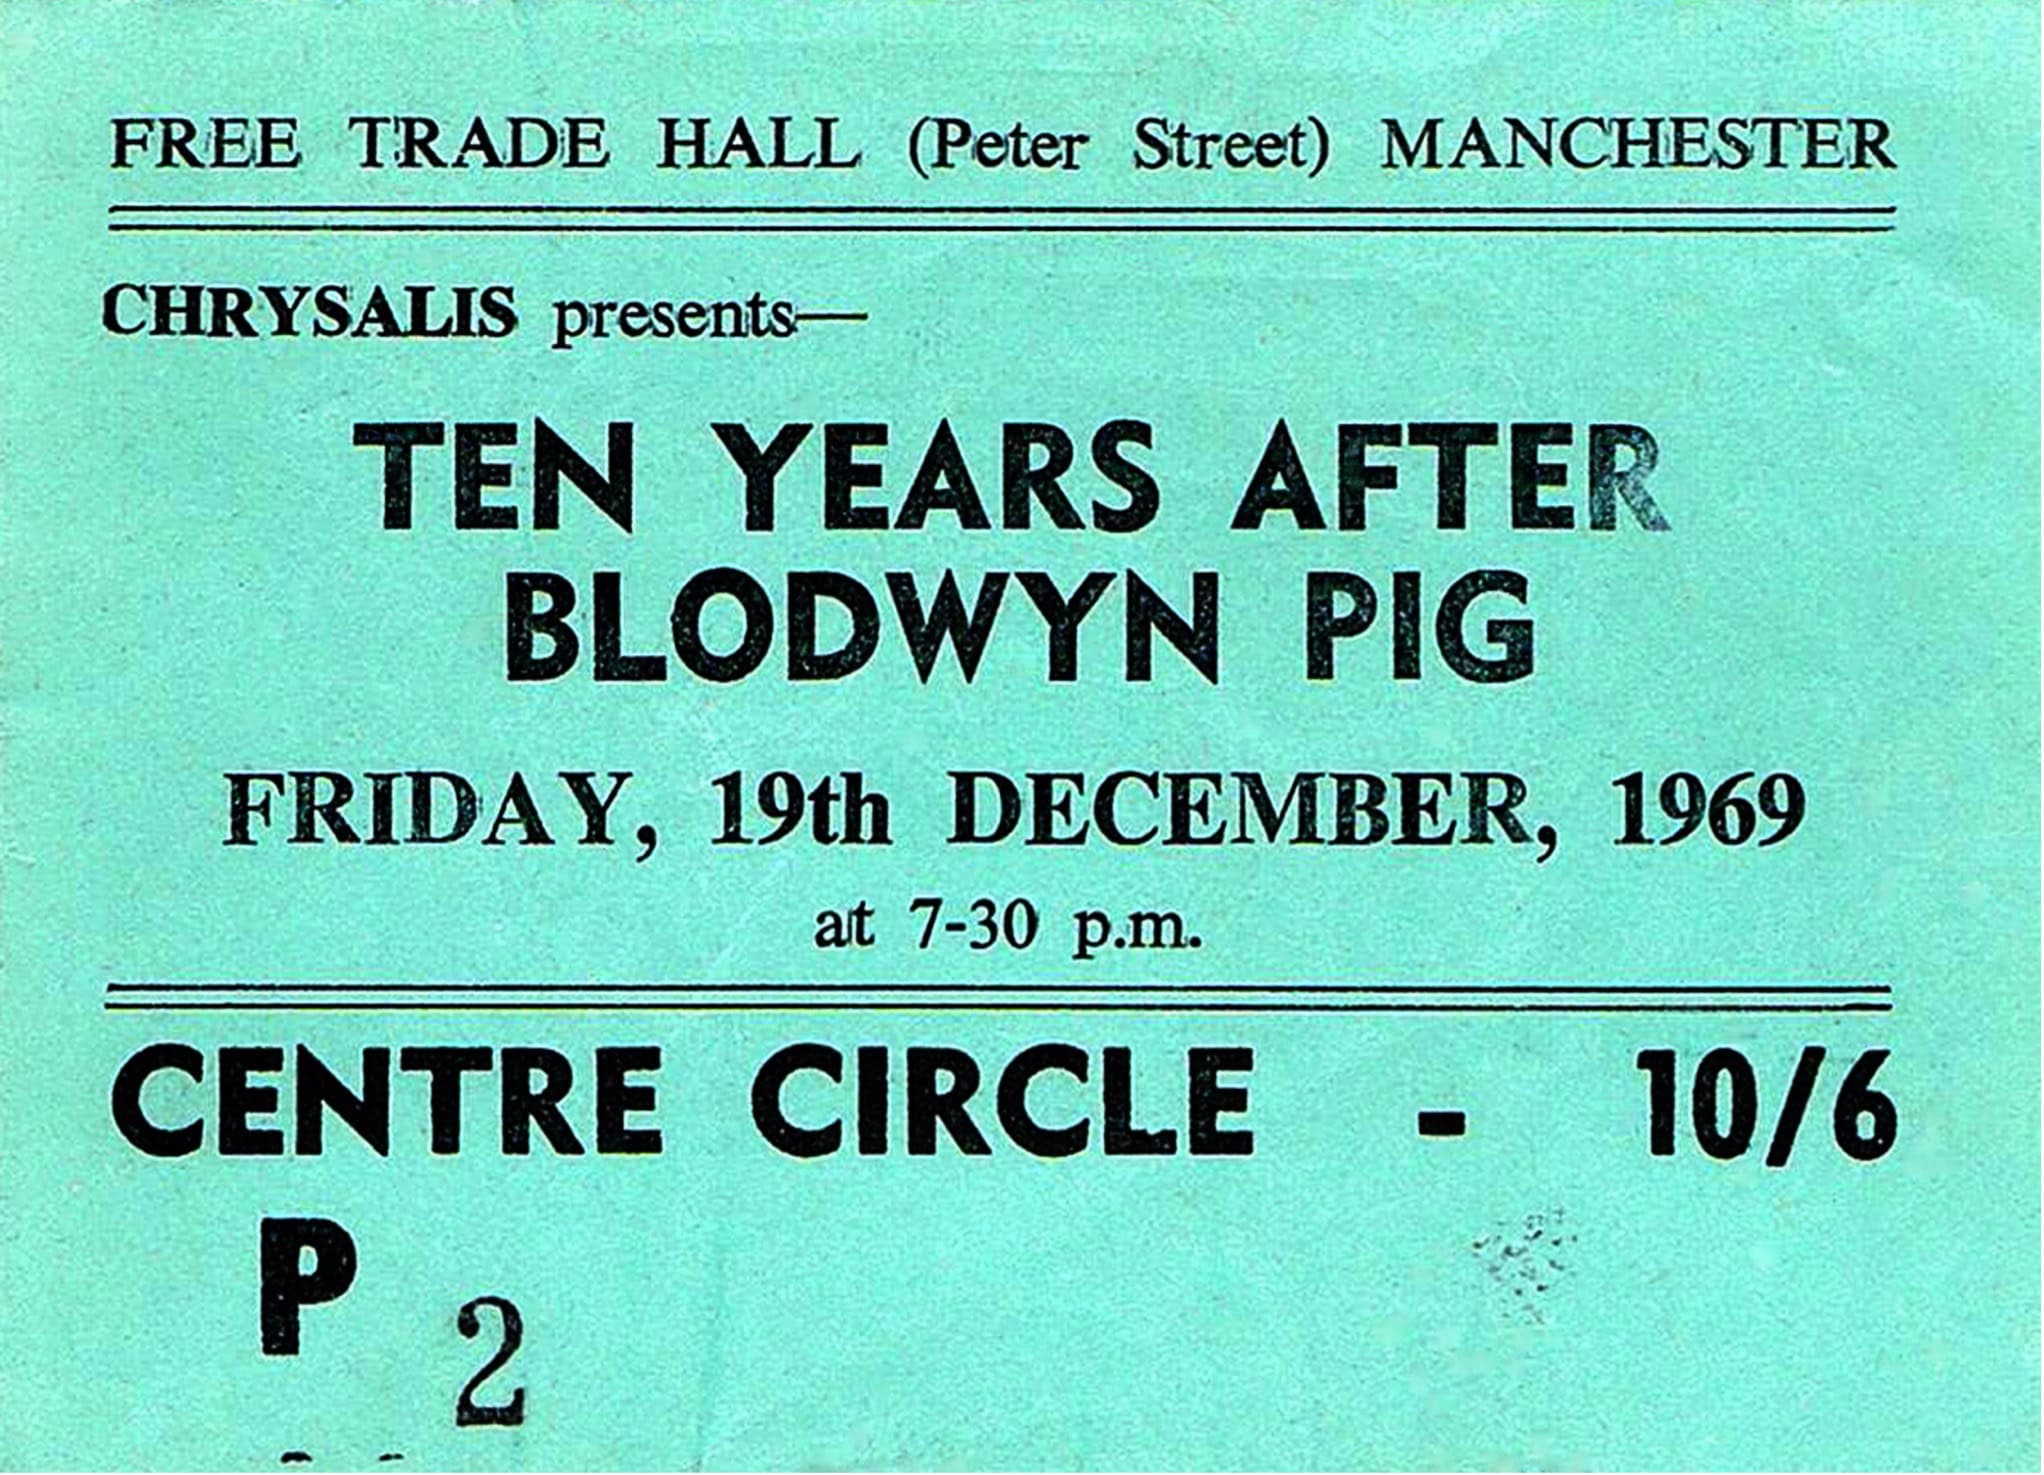 FREE TRADE HALL (Peter Street) MANCHESTER
CHRYSALIS presents—
TEN YEARS AFTER
BLODWYN PIG
FRIDAY, 19th DECEMBER, 1969
at 7-30 p.m.
CENTRE CIRCLE - 10/6
P
2